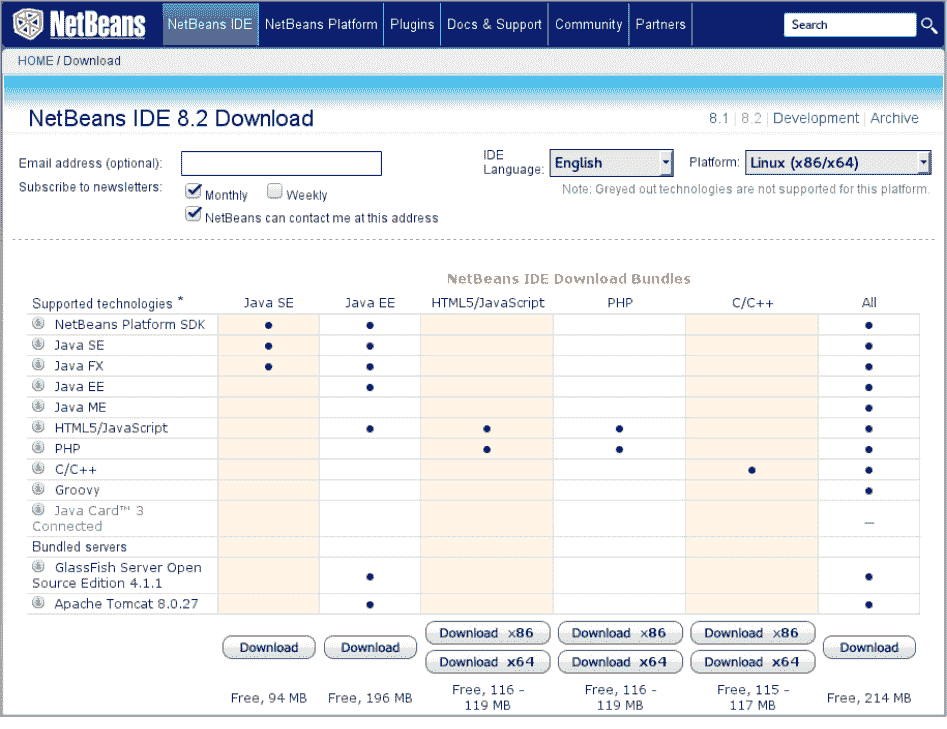 NetBeans NetBeans IDE NetBeans Platform Plugins Docs & Support Community Partners Search
HOME / Download
NetBeans IDE 8.2 Download 8.1 | 8.2 | Development | Archive
Email address (optional): IDE Language: English Platform: Linux (x86/x64)
Subscribe to newsletters: Monthly Weekly
Note: Greyed out technologies are not supported for this platform.
NetBeans can contact me at this address
NetBeans IDE Download Bundles
Supported technologies * Java SE Java EE HTML5/JavaScript PHP C/C++ All
NetBeans Platform SDK • • •
Java SE • • •
Java FX • • •
Java EE • •
Java ME •
HTML5/JavaScript • • • •
PHP • • •
C/C++ • •
Groovy •
Java Card™ 3
Connected —
Bundled servers
GlassFish Server Open
Source Edition 4.1.1 • •
Apache Tomcat 8.0.27 • •
Download Download Download x86 Download x86 Download x86 Download
Download x64 Download x64 Download x64
Free, 94 MB Free, 196 MB Free, 116 - 119 MB Free, 116 - 119 MB Free, 115 - 117 MB Free, 214 MB